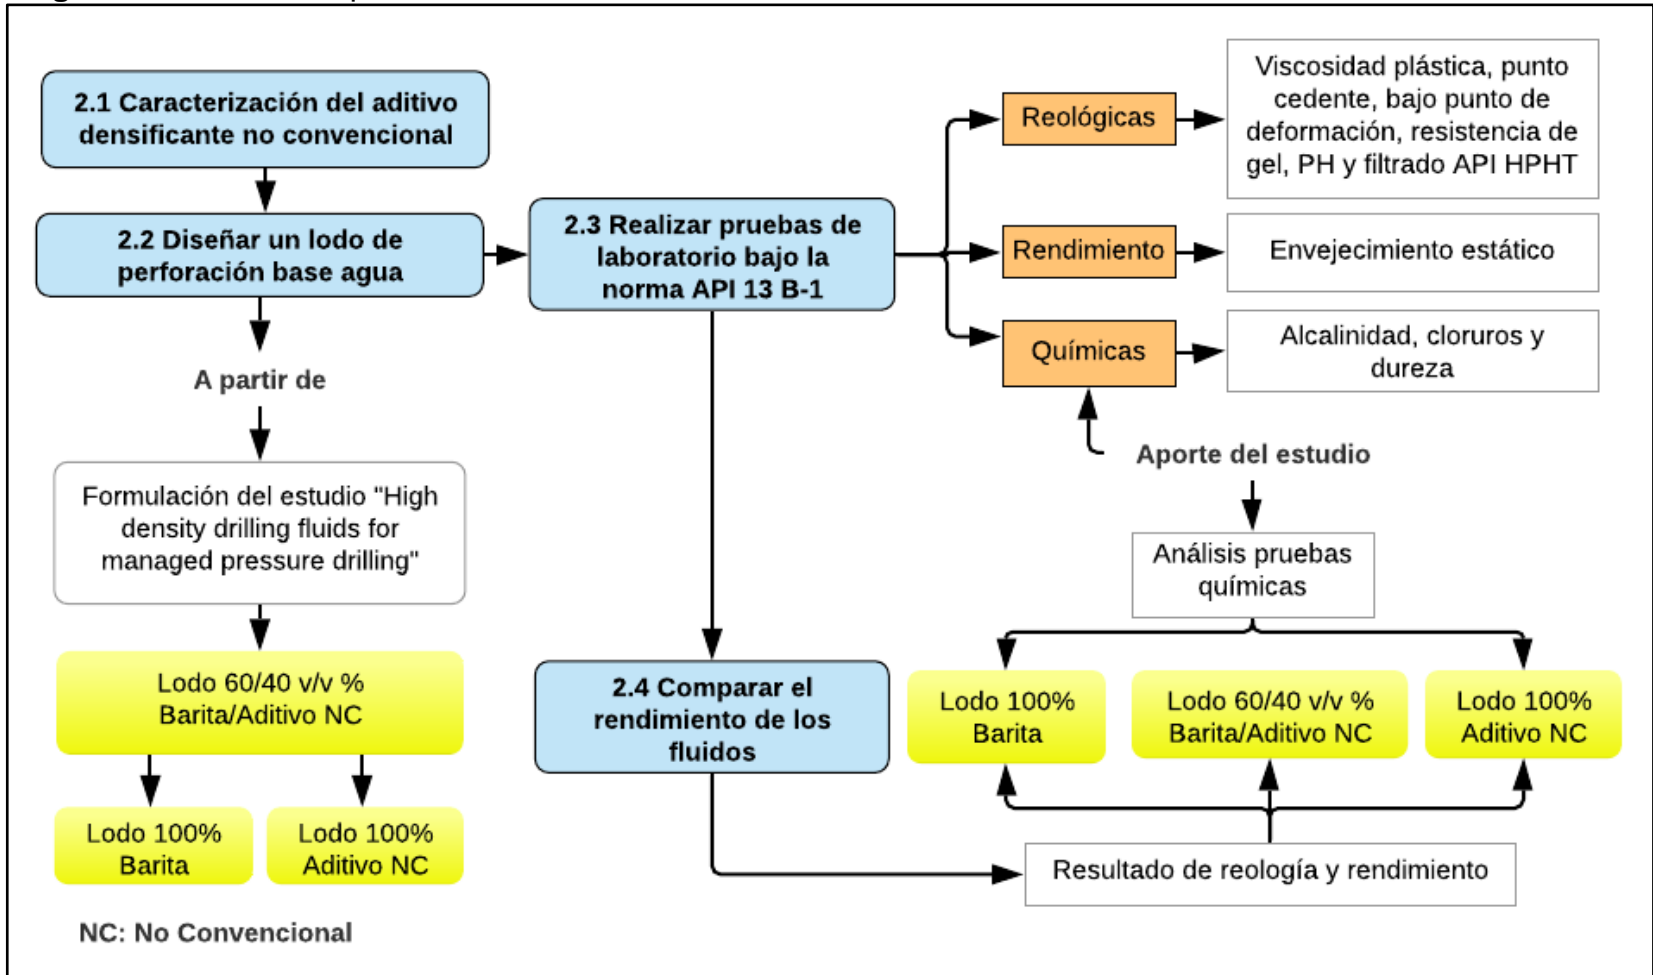 2.1 Caracterización del aditivo
densificante no convencional
2.2 Diseñar un lodo de
perforación base agua
A partir de
Formulación del estudio "High
density drilling fluids for
managed pressure drilling"
Lodo 60/40 v/v %
Barita/Aditivo NC
Lodo 100%
Barita
Lodo 100%
Aditivo NC
NC: No Convencional
2.3 Realizar pruebas de
laboratorio bajo la
norma API 13 B-1
2.4 Comparar el
rendimiento de los
fluidos
Reológicas
Viscosidad plástica, punto
cedente, bajo punto de
deformación, resistencia de
gel, PH y filtrado API HPHT
Rendimiento
Envejecimiento estático
Químicas
Alcalinidad, cloruros y
dureza
Aporte del estudio
Análisis pruebas
químicas
Lodo 100%
Barita
Lodo 60/40 v/v %
Barita/Aditivo NC
Lodo 100%
Aditivo NC
Resultado de reología y rendimiento